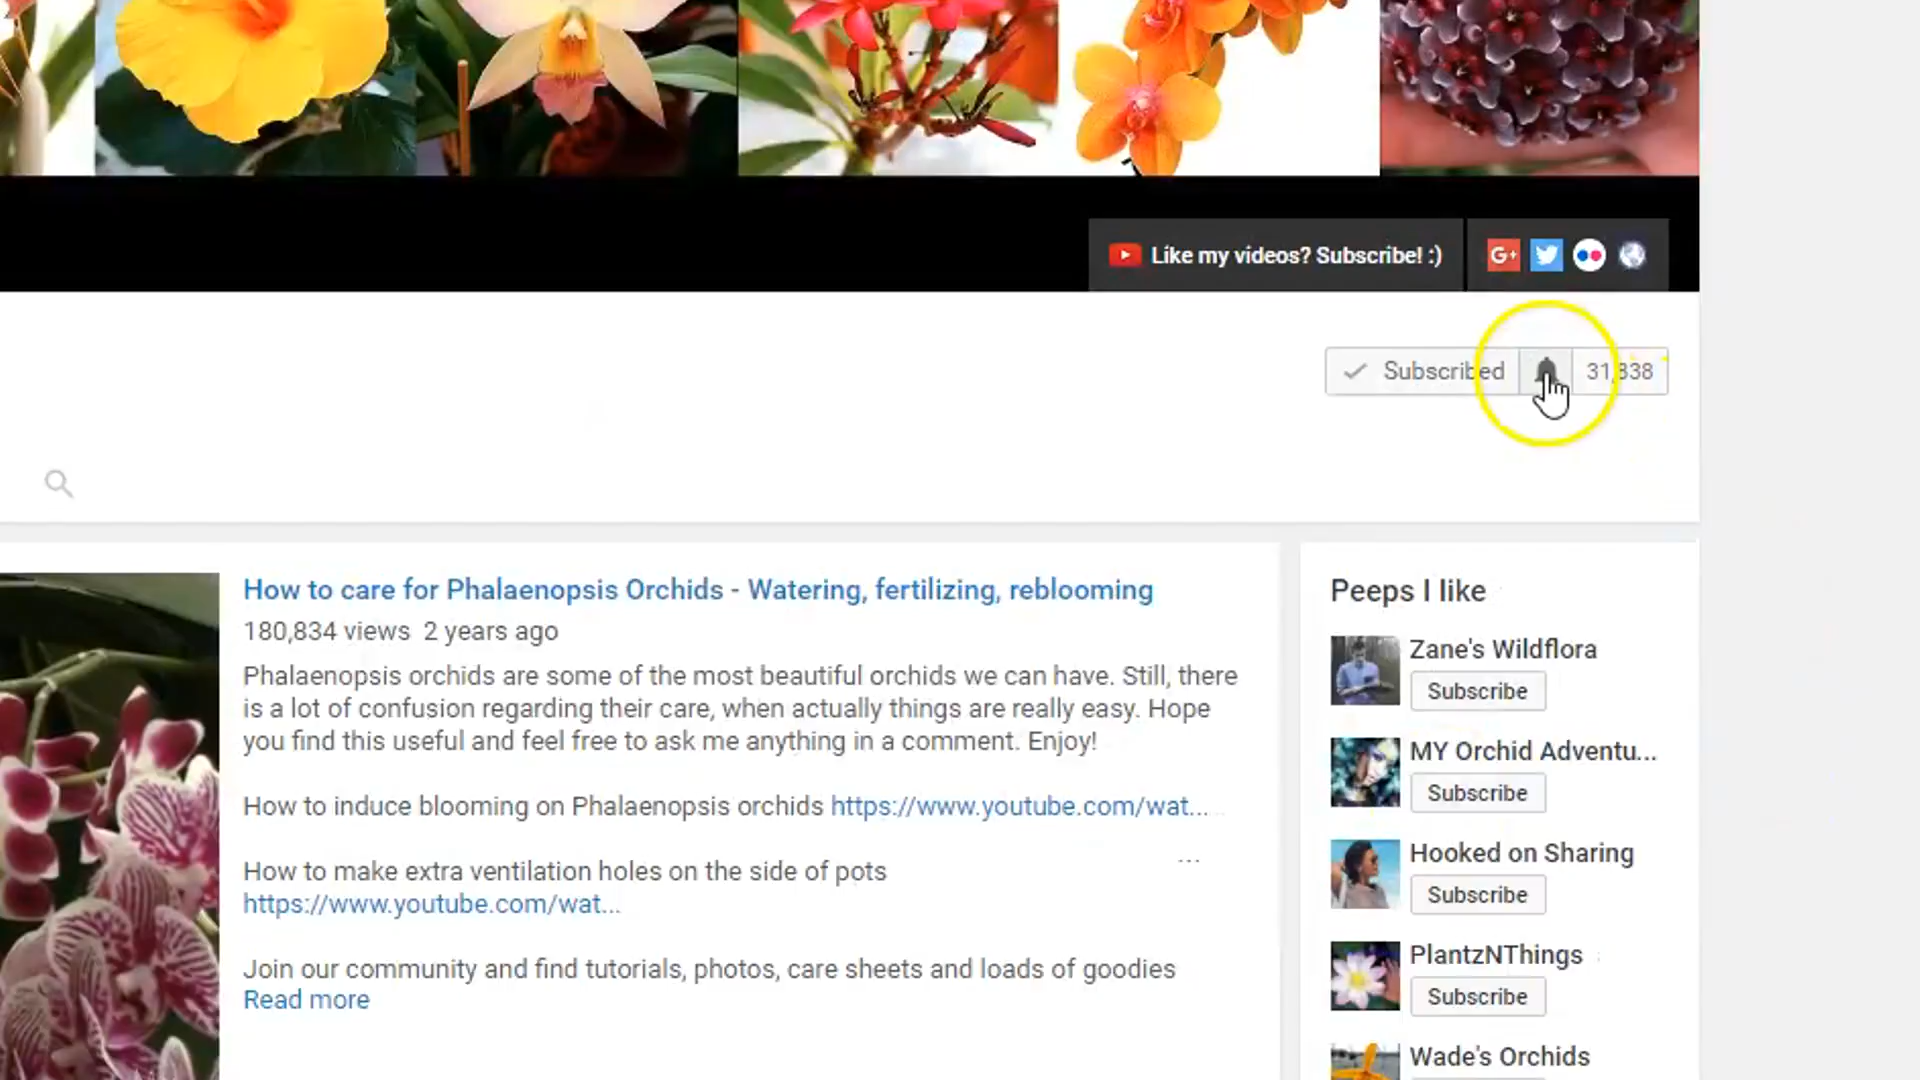 Like my videos? Subscribe! :)
G+
Subscribed
31,838
How to care for Phalaenopsis Orchids - Watering, fertilizing, reblooming
180,834 views 2 years ago
Phalaenopsis orchids are some of the most beautiful orchids we can have. Still, there
is a lot of confusion regarding their care, when actually things are really easy. Hope
you find this useful and feel free to ask me anything in a comment. Enjoy!
How to induce blooming on Phalaenopsis orchids https://www.youtube.com/wat...
How to make extra ventilation holes on the side of pots
https://www.youtube.com/wat...
...
Join our community and find tutorials, photos, care sheets and loads of goodies
Read more
Peeps I like
Zane's Wildflora
Subscribe
MY Orchid Adventu...
Subscribe
Hooked on Sharing
Subscribe
PlantzNThings
Subscribe
Wade's Orchids